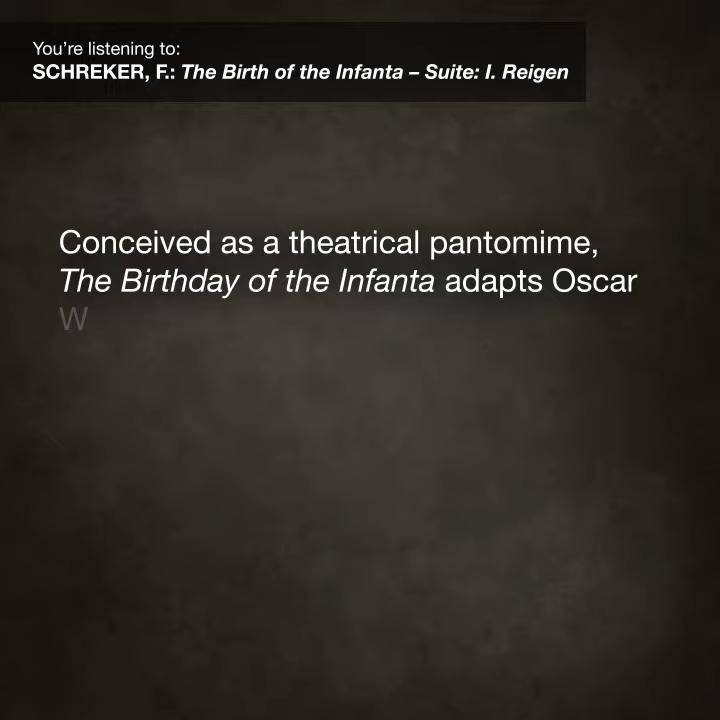 You’re listening to:
SCHREKER, F.: The Birth of the Infanta – Suite: I. Reigen
Conceived as a theatrical pantomime,
The Birthday of the Infanta adapts Oscar
W